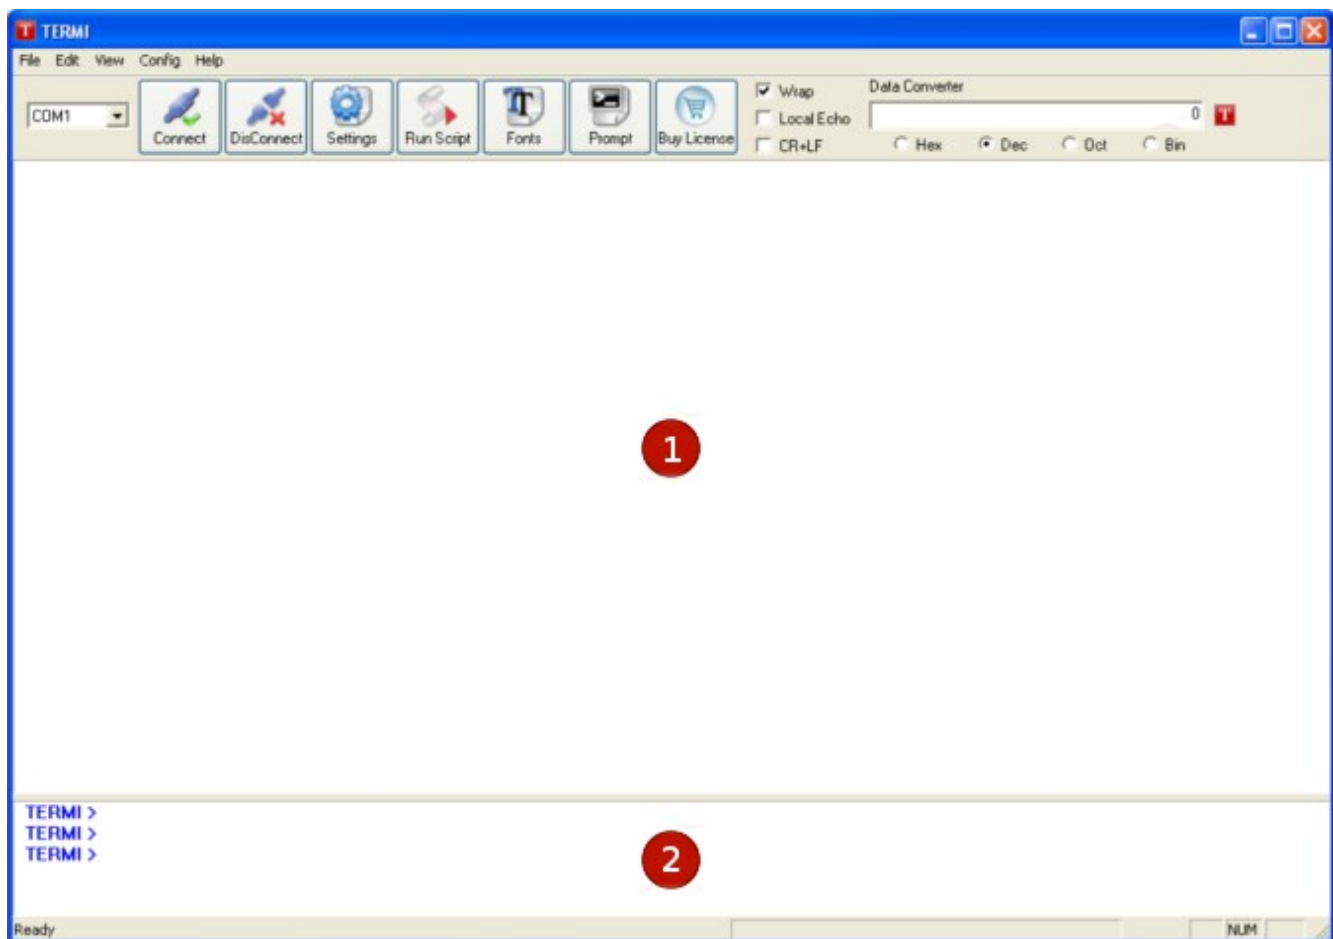 T TERMI
File Edit View Config Help
COM1
Connect DisConnect Settings Run Script Fonts Prompt Buy License
Wrap
Local Echo
CR+LF
Data Converter
0 T
Hex Dec Oct Bin
1
TERMI >
TERMI >
TERMI >
2
Ready NUM